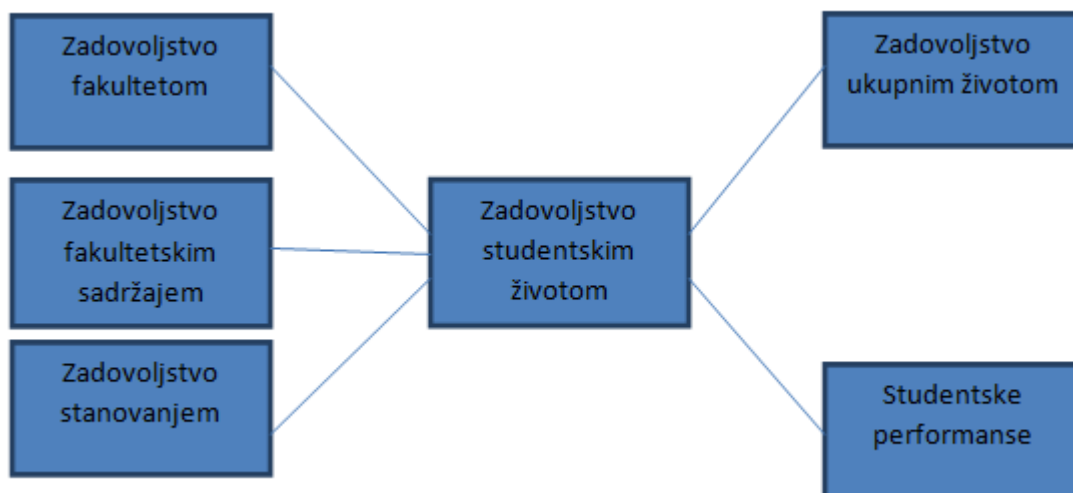 Zadovoljstvo
fakultetom
Zadovoljstvo
fakultetskim
sadržajem
Zadovoljstvo
stanovanjem
Zadovoljstvo
studentskim
životom
Zadovoljstvo
ukupnim životom
Studentske
performanse